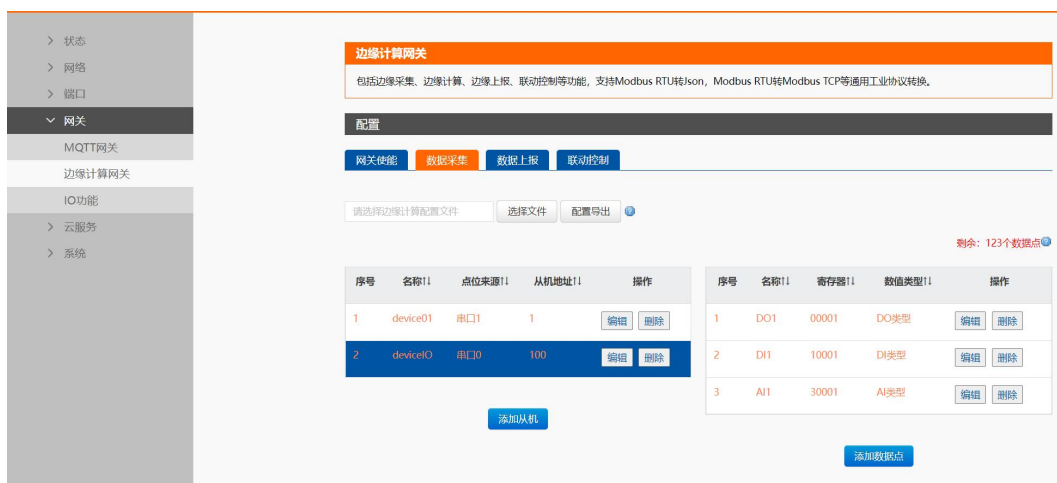 状态
网络
端口
网关
MQTT网关
边缘计算网关
IO功能
云服务
系统
边缘计算网关
包括边缘采集、边缘计算、边缘上报、联动控制等功能，支持Modbus RTU转Json，Modbus RTU转Modbus TCP等通用工业协议转换。
配置
网关使能 数据采集 数据上报 联动控制
请选择边缘计算配置文件 选择文件 配置导出
剩余：123个数据点
序号 名称↑↓ 点位来源↑↓ 从机地址↑↓ 操作
1 device01 串口1 1 编辑 删除
2 deviceIO 串口0 100 编辑 删除
添加从机
序号 名称↑↓ 寄存器↑↓ 数值类型↑↓ 操作
1 DO1 00001 DO类型 编辑 删除
2 DI1 10001 DI类型 编辑 删除
3 AI1 30001 AI类型 编辑 删除
添加数据点